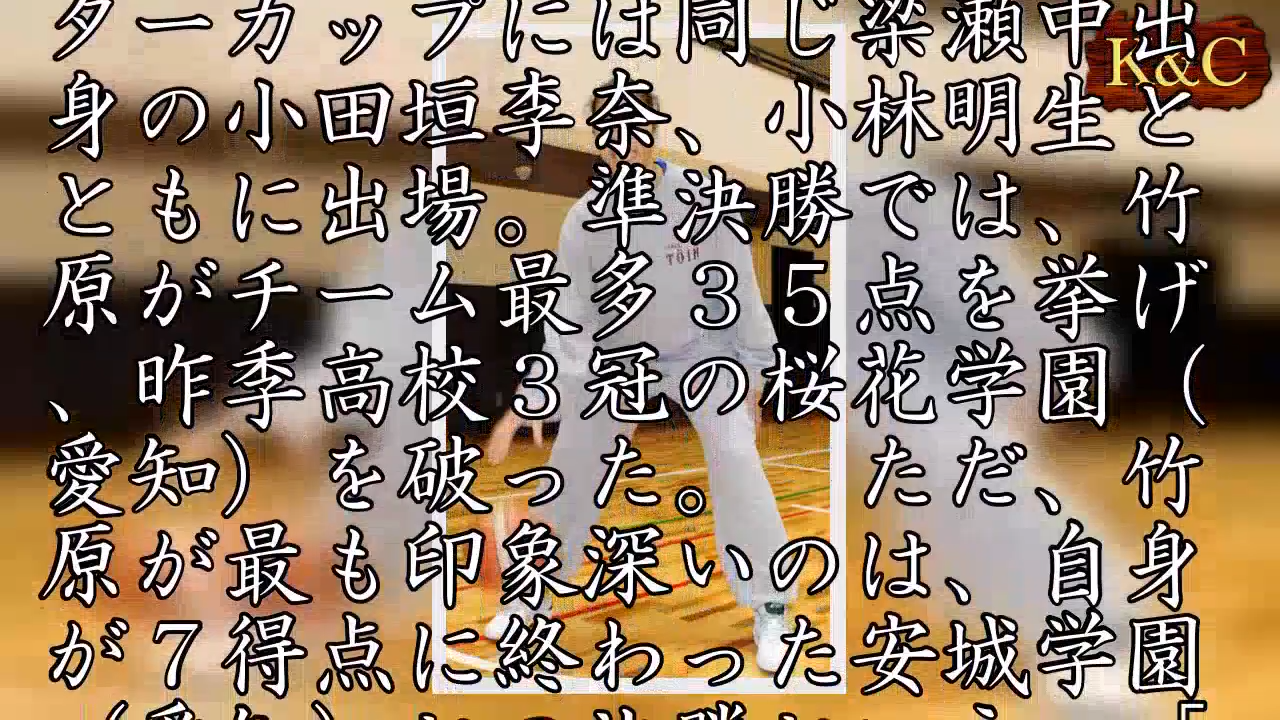 ターカップには同じ梁瀬中出
身の小田垣李奈、小林明生と
ともに出場。準決勝では、竹
原がチーム最多３５点を挙げ
、昨季高校３冠の桜花学園（
愛知）を破った。　ただ、竹
原が最も印象深いのは、自身
が７得点に終わった安城学園
K&C
TOIN